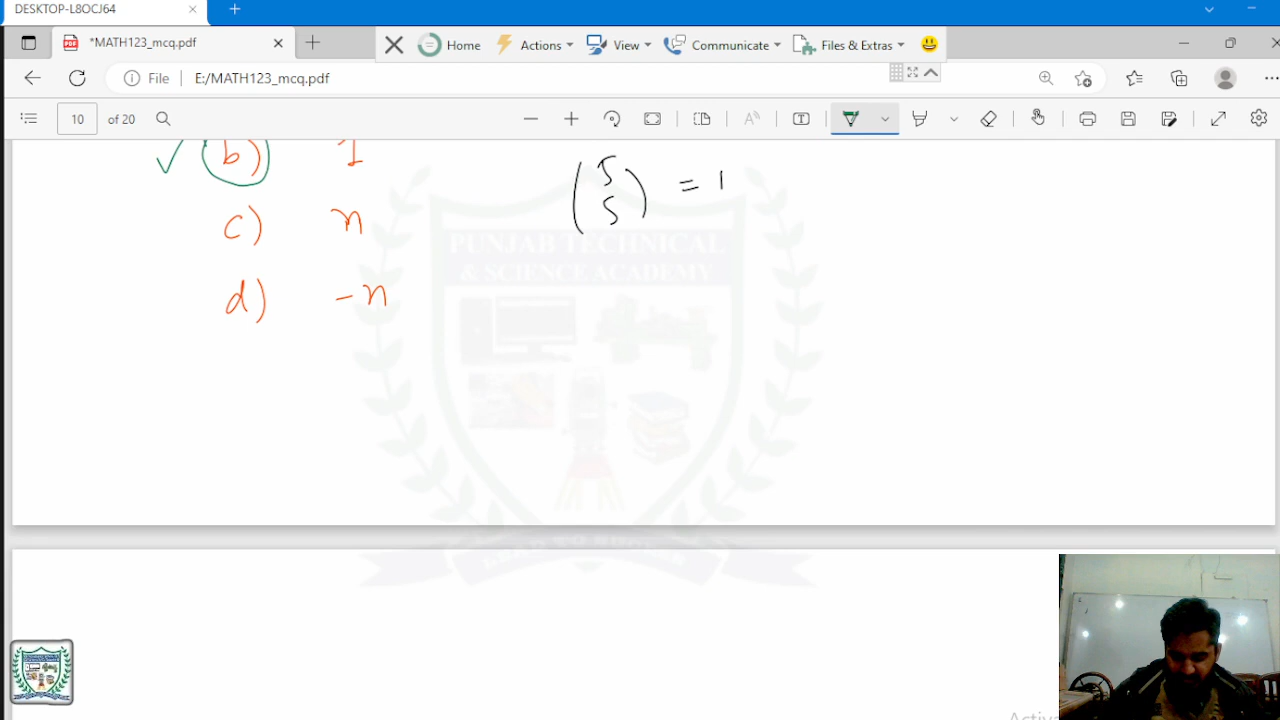 DESKTOP-L8OCJ64
*MATH123_mcq.pdf
Home Actions View Communicate Files & Extras
File E:/MATH123_mcq.pdf
10 of 20
b) 1
(5 5) = 1
c) n
d) -n
PUNJAB TECHNICAL
& SCIENCE ACADEMY